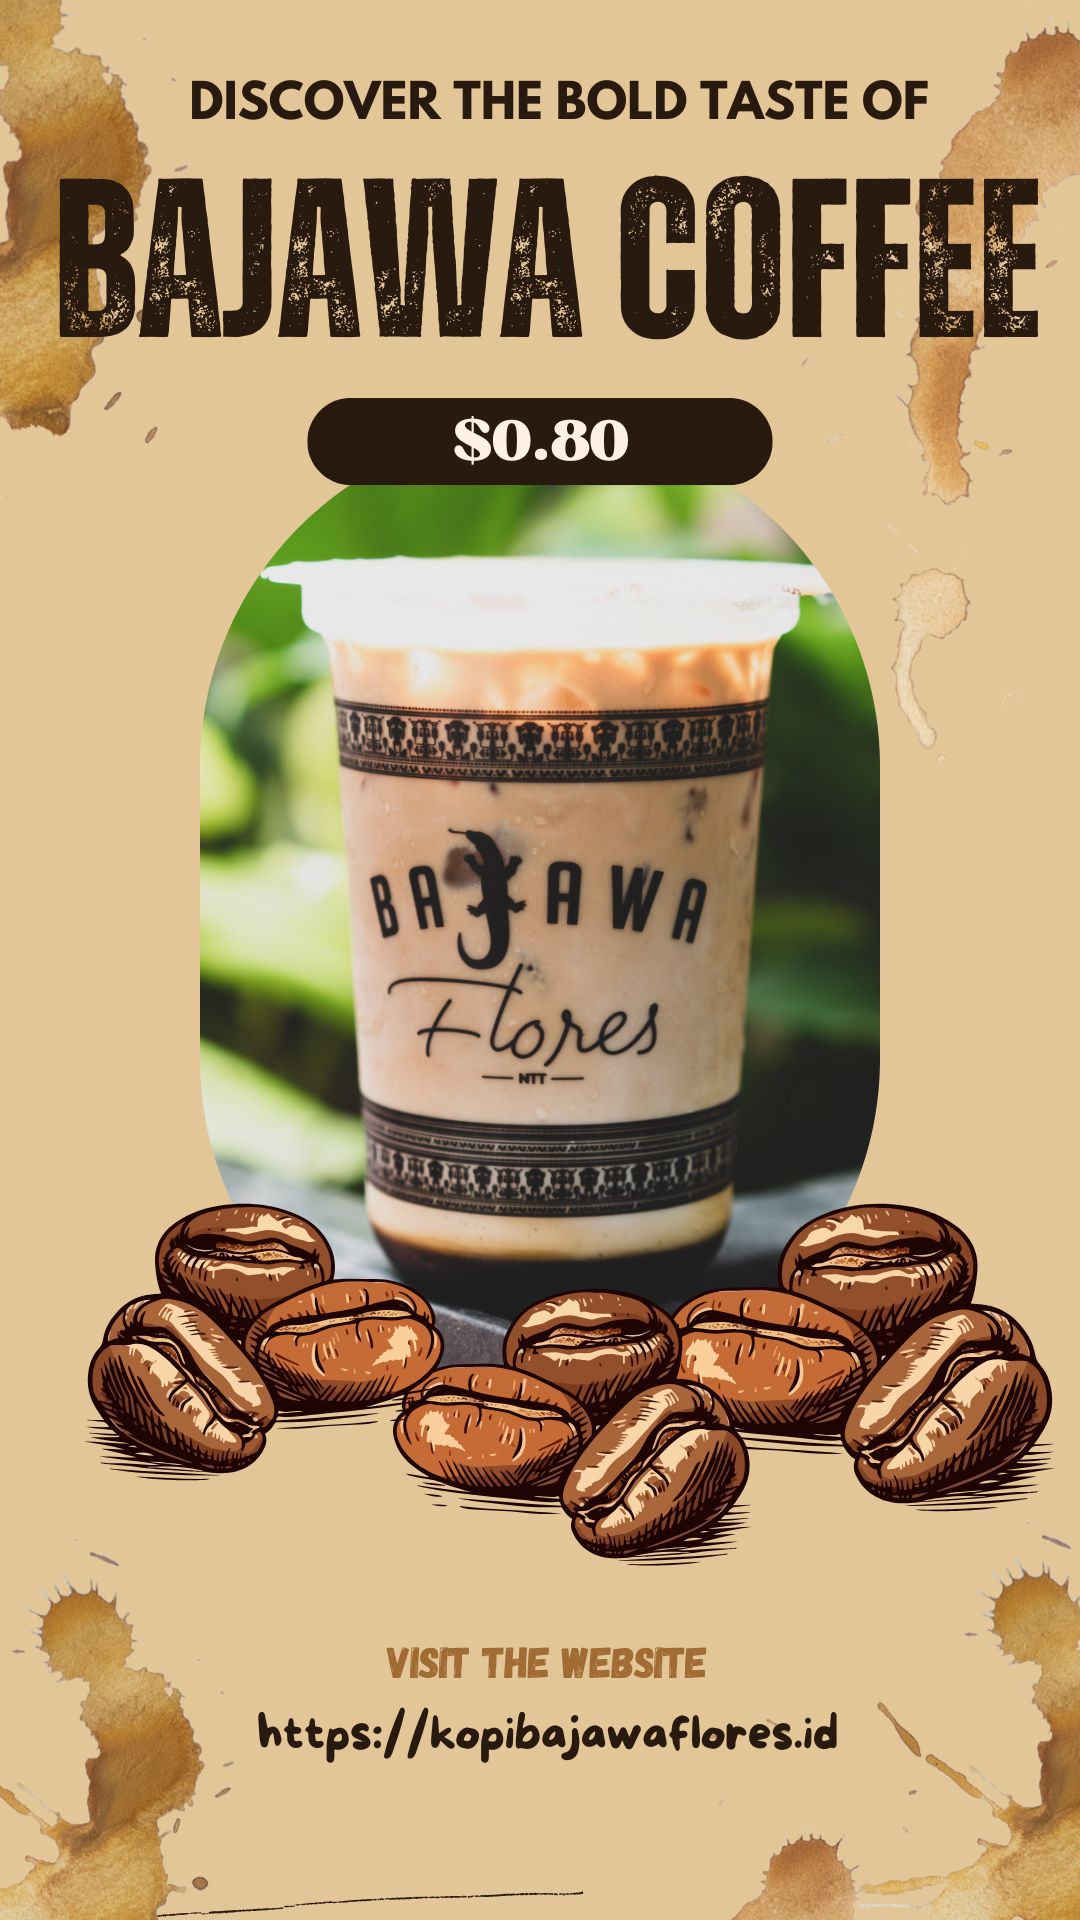 DISCOVER THE BOLD TASTE OF
BAJAWA COFFEE
$0.80
BAJAWA
Flores
NTT
VISIT THE WEBSITE
https://kopibajawaflores.id